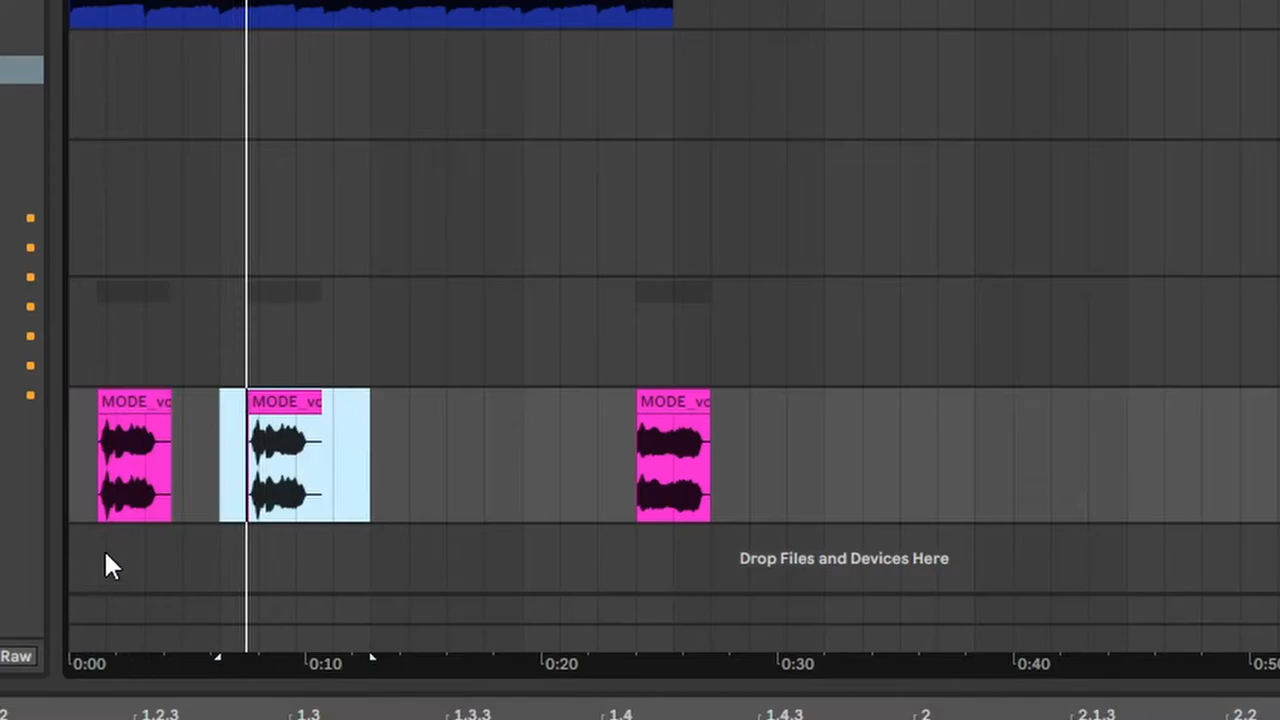 MODE_vc MODE_vc MODE_vc
Drop Files and Devices Here
Raw
0:00 0:10 0:20 0:30 0:40 0:50
2 1.2.3 1.3 1.3.3 1.4 1.4.3 2 2.1.3 2.2